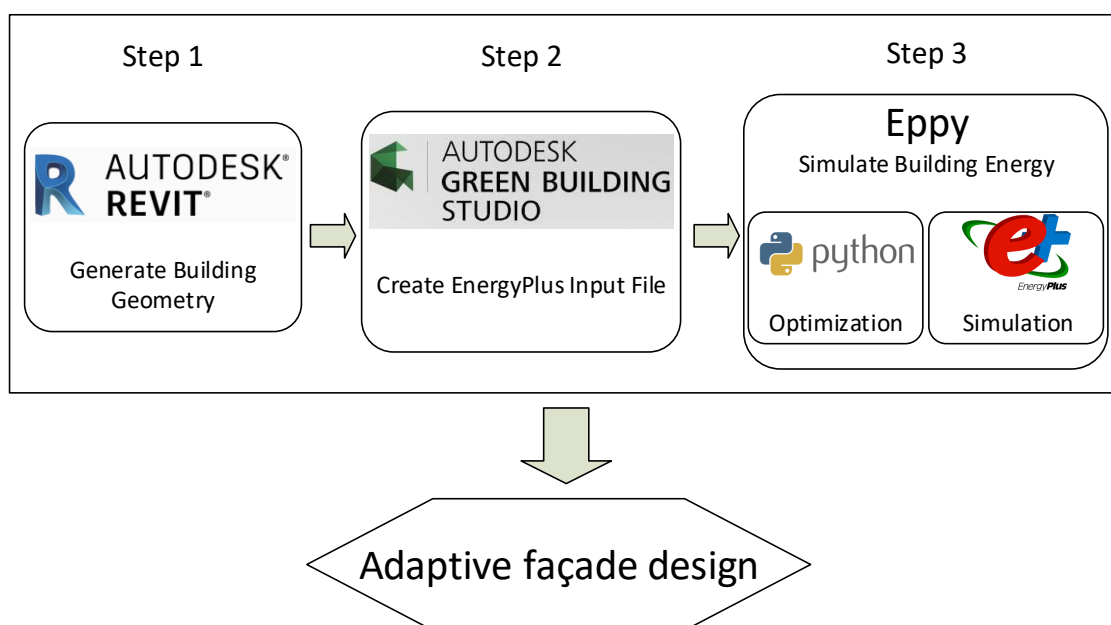 Step 1
Step 2
Step 3
AUTODESK®
REVIT®
Generate Building
Geometry
AUTODESK
GREEN BUILDING
STUDIO
Create EnergyPlus Input File
Eppy
Simulate Building Energy
python
Optimization
e+
EnergyPlus
Simulation
Adaptive façade design